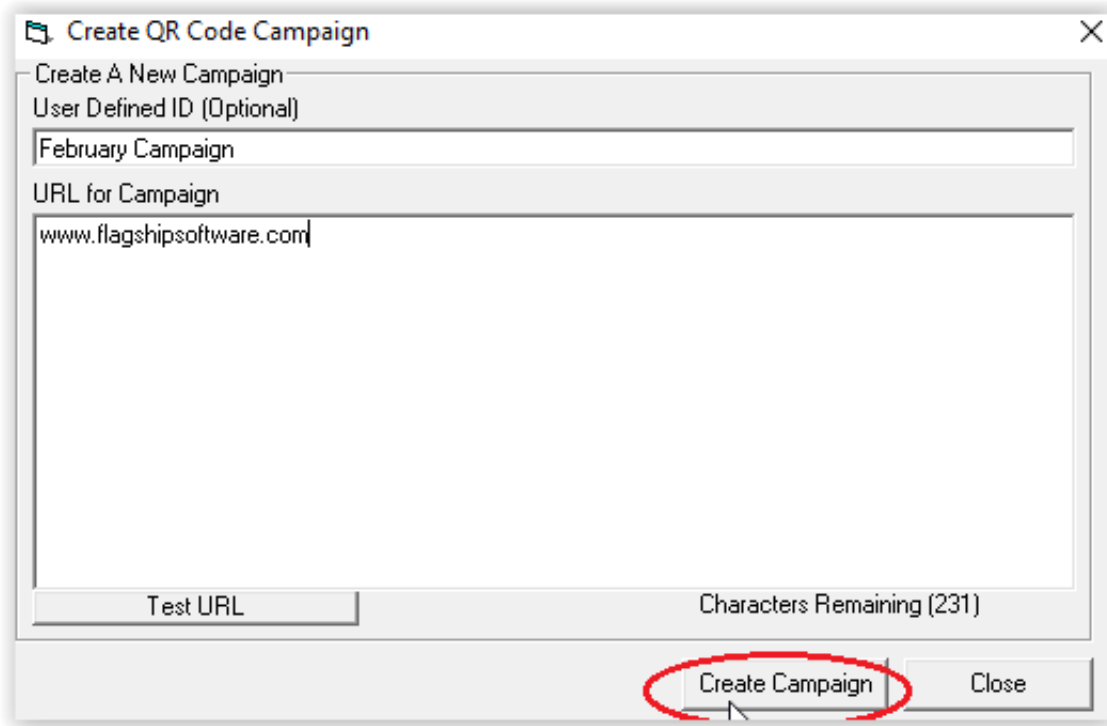 Create QR Code Campaign
Create A New Campaign
User Defined ID (Optional)
February Campaign
URL for Campaign
www.flagshipsoftware.com
Test URL
Characters Remaining (231)
Create Campaign
Close